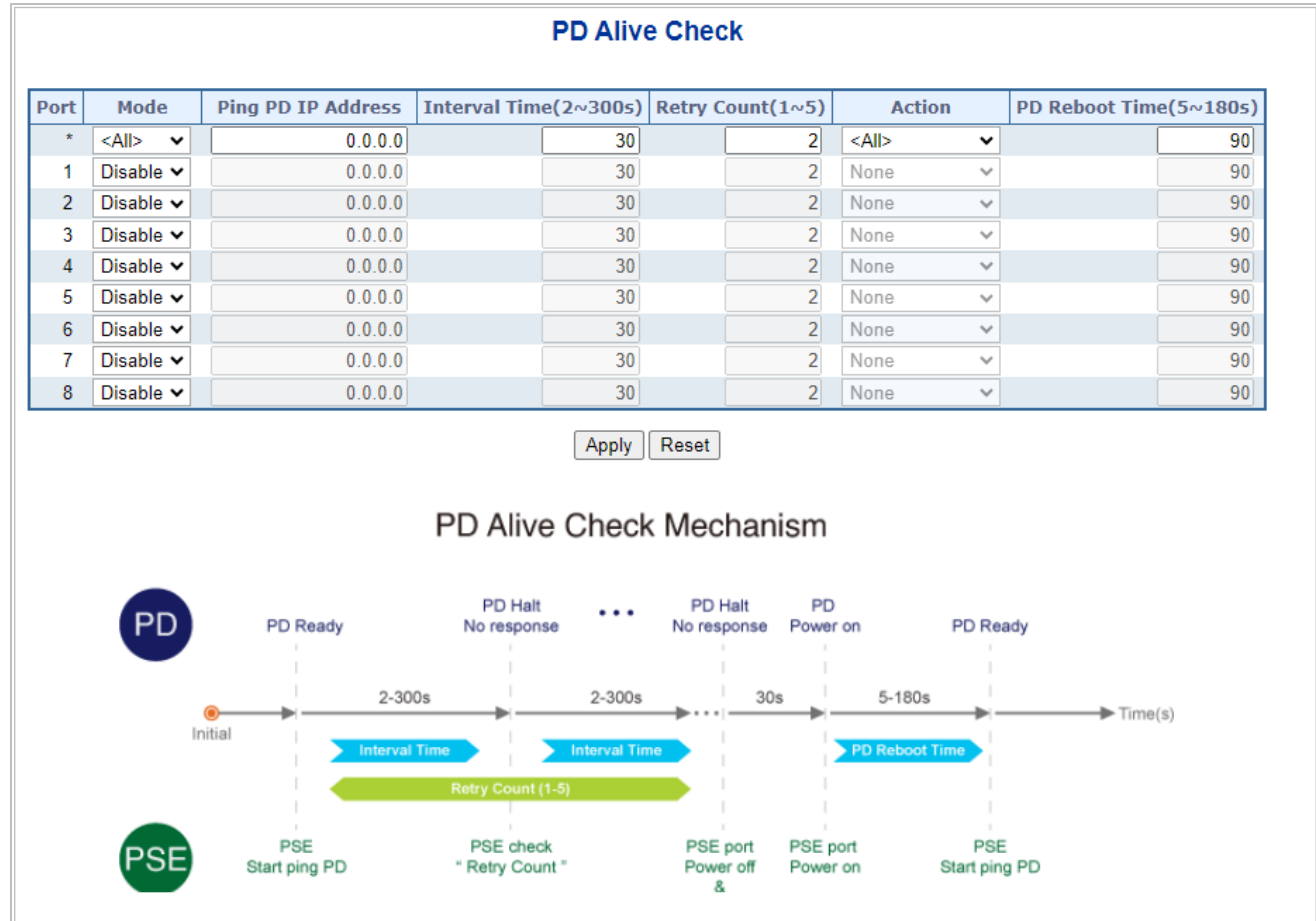 PD Alive Check
Port Mode Ping PD IP Address Interval Time(2~300s) Retry Count(1~5) Action PD Reboot Time(5~180s)
* <All> 0.0.0.0 30 2 <All> 90
1 Disable 0.0.0.0 30 2 None 90
2 Disable 0.0.0.0 30 2 None 90
3 Disable 0.0.0.0 30 2 None 90
4 Disable 0.0.0.0 30 2 None 90
5 Disable 0.0.0.0 30 2 None 90
6 Disable 0.0.0.0 30 2 None 90
7 Disable 0.0.0.0 30 2 None 90
8 Disable 0.0.0.0 30 2 None 90
Apply Reset
PD Alive Check Mechanism
PD Halt ... PD Halt PD
PD PD Ready No response No response Power on PD Ready
2-300s 2-300s 30s 5-180s
... Time(s)
Initial
Interval Time Interval Time PD Reboot Time
Retry Count (1-5)
PSE PSE check PSE port PSE port PSE
PSE Start ping PD " Retry Count " Power off Power on Start ping PD
&